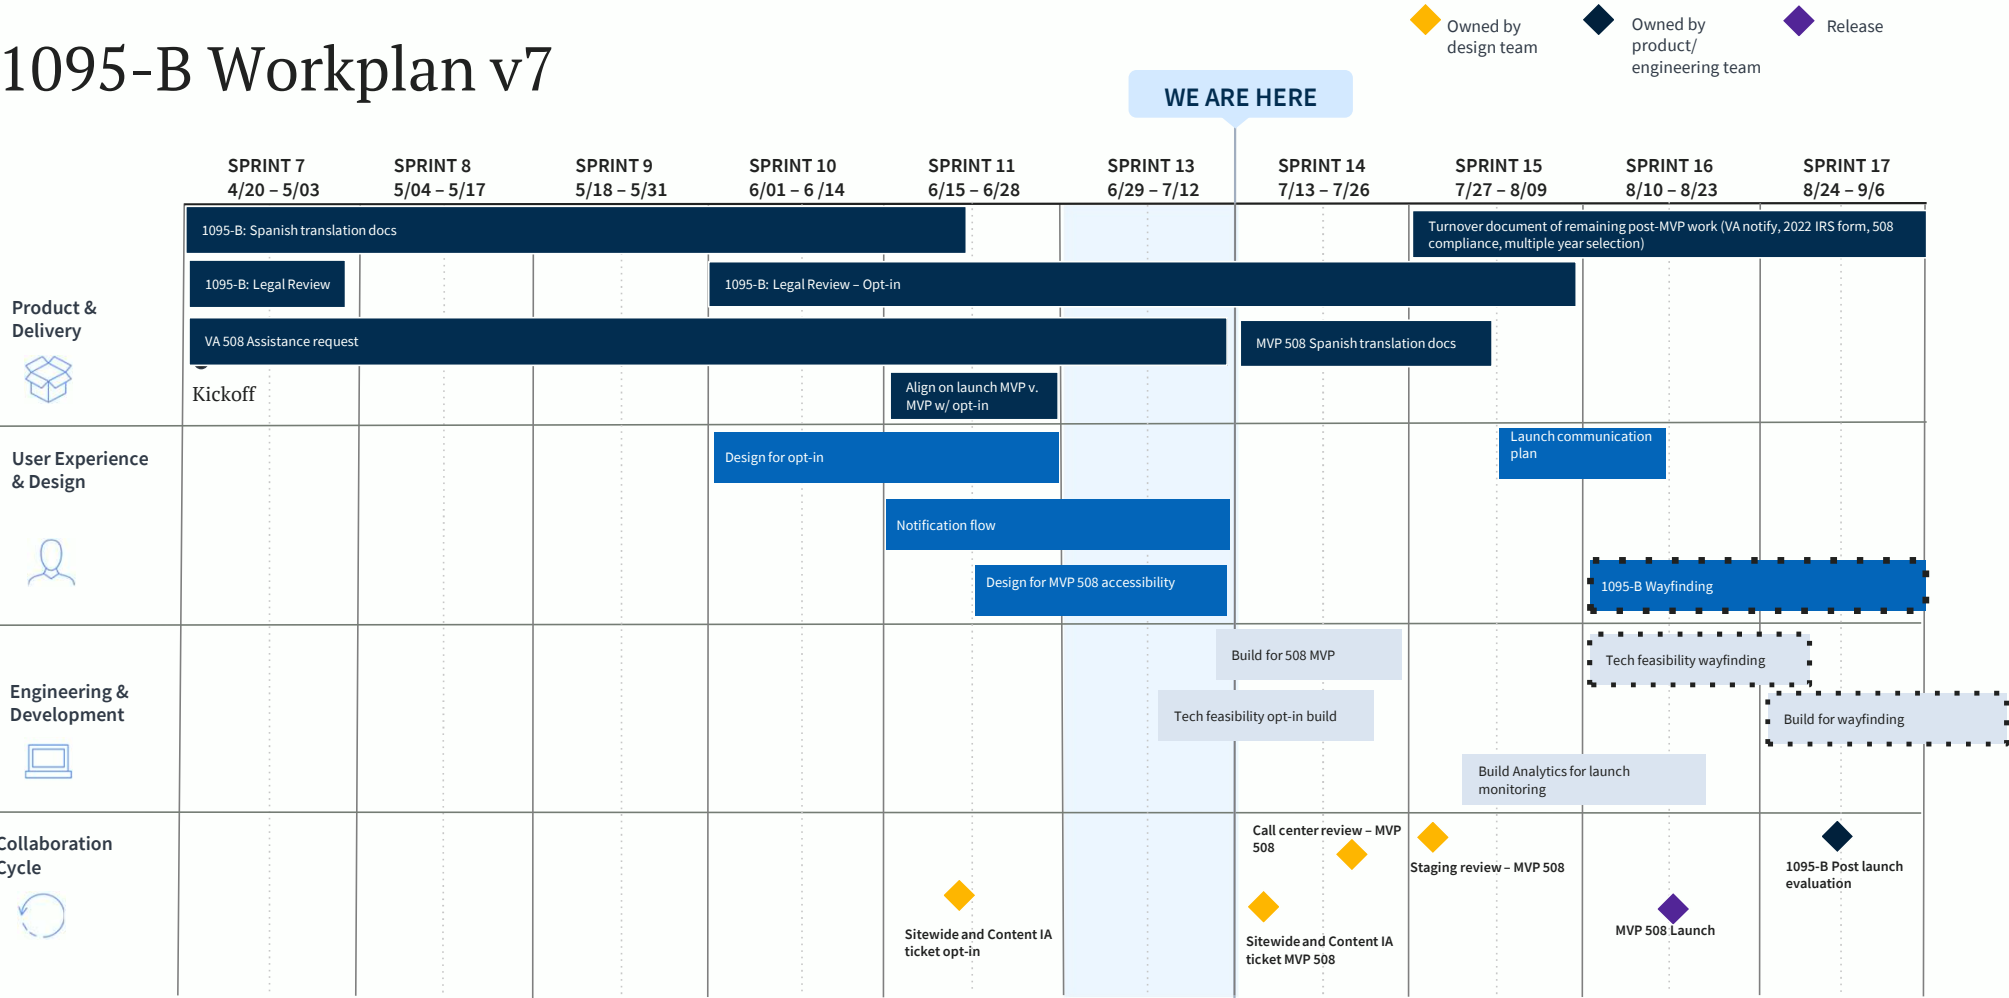 Owned by
design team
Owned by
product/
engineering team
Release
1095-B Workplan v7
WE ARE HERE
SPRINT 7
4/20 – 5/03
SPRINT 8
5/04 – 5/17
SPRINT 9
5/18 – 5/31
SPRINT 10
6/01 – 6 /14
SPRINT 11
6/15 – 6/28
SPRINT 13
6/29 – 7/12
SPRINT 14
7/13 – 7/26
SPRINT 15
7/27 – 8/09
SPRINT 16
8/10 – 8/23
SPRINT 17
8/24 – 9/6
Product &
Delivery
1095-B: Spanish translation docs
Turnover document of remaining post-MVP work (VA notify, 2022 IRS form, 508
compliance, multiple year selection)
1095-B: Legal Review
1095-B: Legal Review – Opt-in
VA 508 Assistance request
MVP 508 Spanish translation docs
Kickoff
Align on launch MVP v.
MVP w/ opt-in
User Experience
& Design
Design for opt-in
Launch communication
plan
Notification flow
Design for MVP 508 accessibility
1095-B Wayfinding
Engineering &
Development
Build for 508 MVP
Tech feasibility wayfinding
Tech feasibility opt-in build
Build for wayfinding
Build Analytics for launch
monitoring
Collaboration
Cycle
Call center review – MVP
508
Staging review – MVP 508
1095-B Post launch
evaluation
Sitewide and Content IA
ticket opt-in
Sitewide and Content IA
ticket MVP 508
MVP 508 Launch